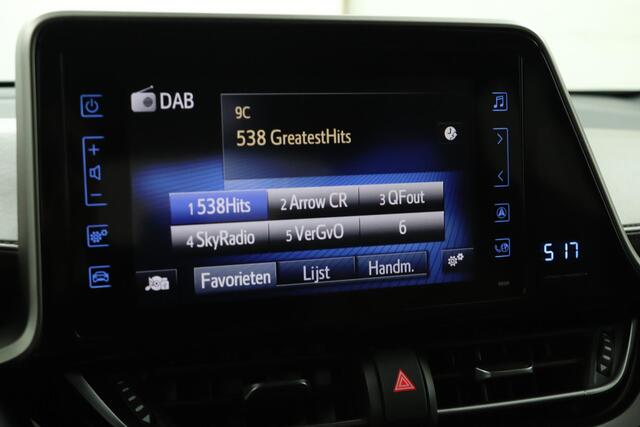 DAB
9C
538 GreatestHits
1 538Hits 2 Arrow CR 3 QFout
4 SkyRadio 5 VerGvO 6
Favorieten Lijst Handm.
5 17